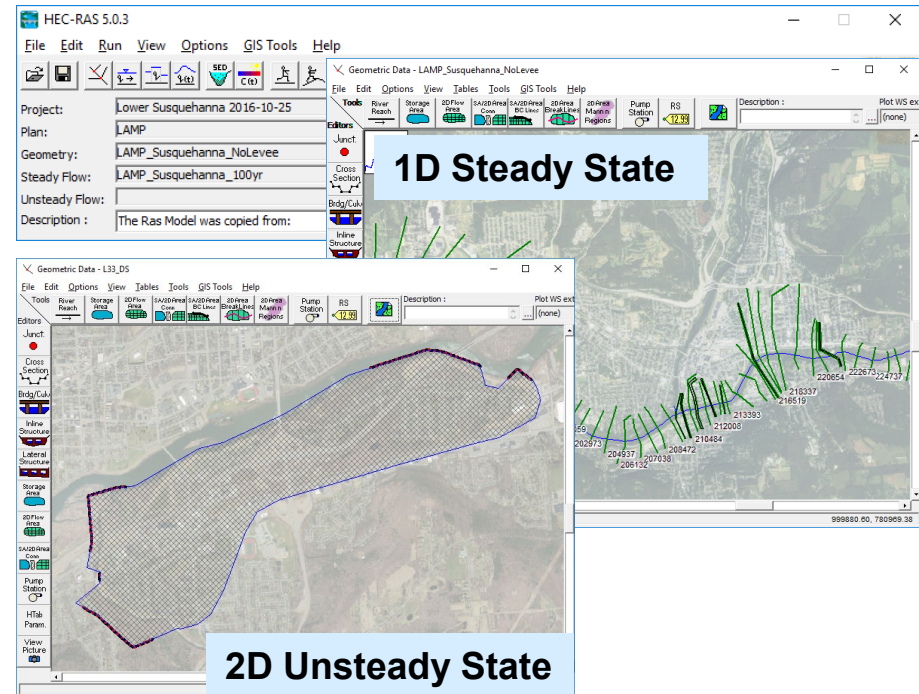 HEC-RAS 5.0.3
File Edit Run View Options GIS Tools Help
Project: Lower Susquehanna 2016-10-25
Plan: LAMP
Geometry: LAMP_Susquehanna_NoLevee
Steady Flow: LAMP_Susquehanna_100yr
Unsteady Flow:
Description : The Ras Model was copied from:
SED
C(t)
Geometric Data - LAMP_Susquehanna_NoLevee
File Edit Options View Tables Tools GIS Tools Help
Tools River Reach Storage Area 2D Flow Area SA/2D Area Conn SA/2D Area BC Lines 2D Area BreakLines 2D Area Mann n Regions Pump Station RS 12.99 Description : ... Plot WS ext (none)
Editors
Junct.
Cross Section
Brdg/Culv
Inline Structure
1D Steady State
220654
222673
224737
218337
216519
213393
212008
210484
208472
207038
206132
204937
202973
999880.60, 780969.38
Geometric Data - L33_DS
File Edit Options View Tables Tools GIS Tools Help
Tools River Reach Storage Area 2D Flow Area SA/2D Area Conn SA/2D Area BC Lines 2D Area BreakLines 2D Area Mann n Regions Pump Station RS 12.99 Description : ... Plot WS ext (none)
Editors
Junct.
Cross Section
Brdg/Culv
Inline Structure
Lateral Structure
Storage Area
2D Flow Area
SA/2D Area Conn
Pump Station
HTab Param.
View Picture
2D Unsteady State